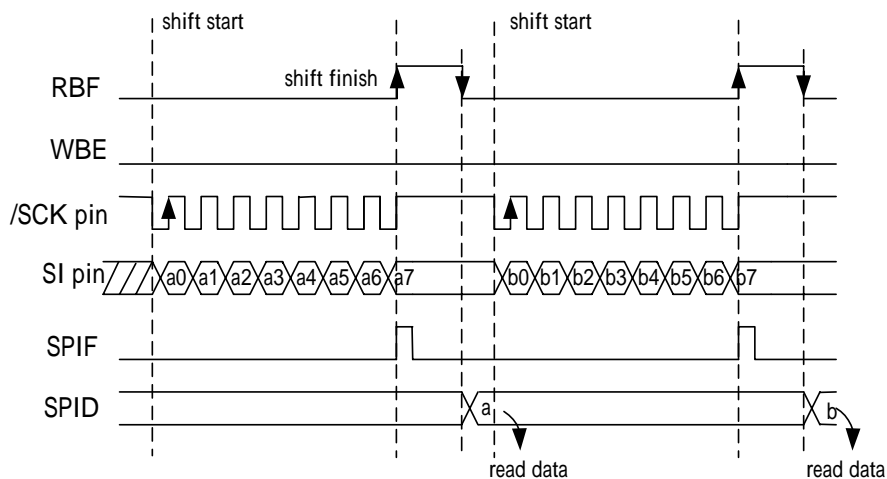 shift start shift start
RBF shift finish
WBE
/SCK pin
SI pin a0 a1 a2 a3 a4 a5 a6 a7 b0 b1 b2 b3 b4 b5 b6 b7
SPIF
SPID a b
read data read data